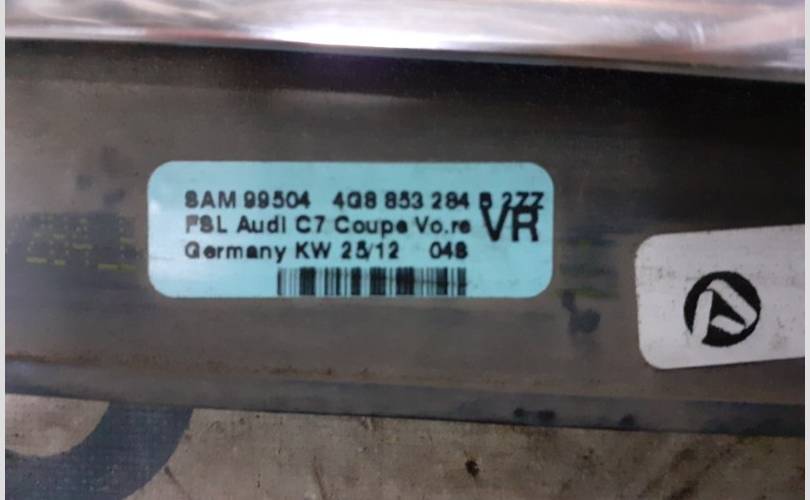 SAM 99504 4G8 853 284 B 2ZZ
FSL Audi C7 Coupe Vo.re VR
Germany KW 25/12 048